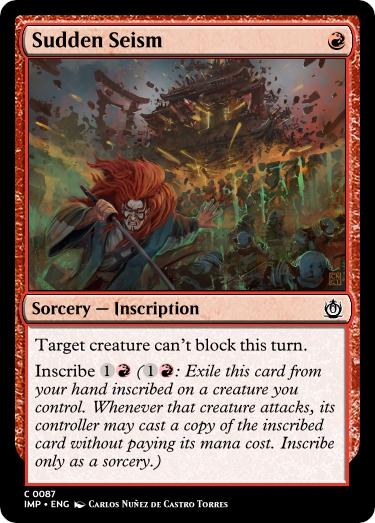 Sudden Seism
Sorcery — Inscription
Target creature can't block this turn.
Inscribe 1 (1 : Exile this card from
your hand inscribed on a creature you
control. Whenever that creature attacks, its
controller may cast a copy of the inscribed
card without paying its mana cost. Inscribe
only as a sorcery.)
C 0087
IMP • ENG Carlos Nuñez de Castro Torres